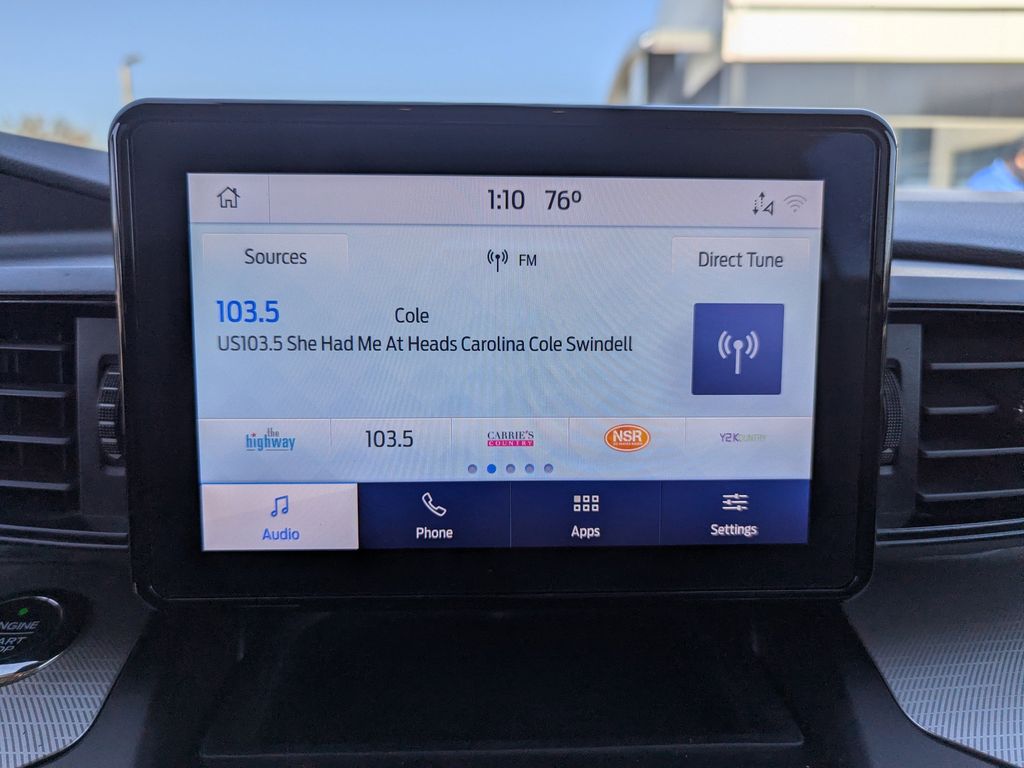 1:10 76º
Sources
FM
Direct Tune
103.5
Cole
US103.5 She Had Me At Heads Carolina Cole Swindell
the highway
103.5
CARRIE'S
COUNTRY
NSR
Y2KOUNTRY
Audio
Phone
Apps
Settings